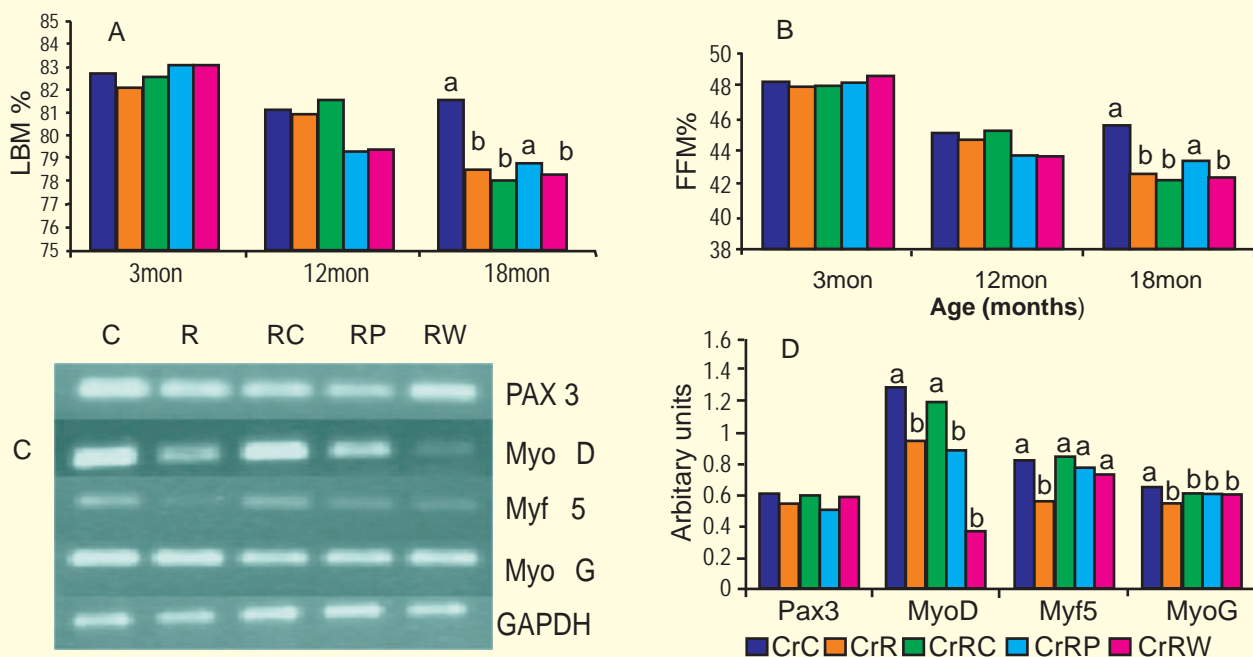 A
LBM %
85
84
83
82
81
80
79
78
77
76
75
a
b
b
a
b
3mon 12mon 18mon
B
FFM%
50
48
46
44
42
40
38
a
b
b
a
b
3mon 12mon 18mon
Age (months)
C R RC RP RW
C
PAX 3
Myo D
Myf 5
Myo G
GAPDH
D
Arbitary units
1.6
1.4
1.2
1
0.8
0.6
0.4
0.2
0
a b a b b
a b a a a
a b b b b
Pax3 MyoD Myf5 MyoG
CrC CrR CrRC CrRP CrRW